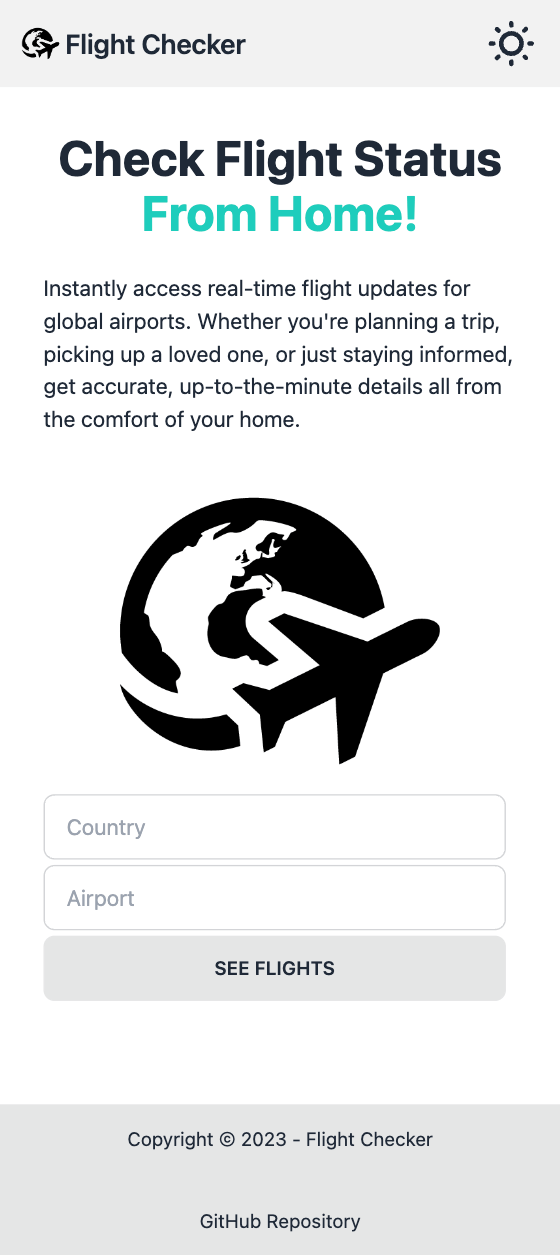 Flight Checker
Check Flight Status
From Home!
Instantly access real-time flight updates for
global airports. Whether you're planning a trip,
picking up a loved one, or just staying informed,
get accurate, up-to-the-minute details all from
the comfort of your home.
Country
Airport
SEE FLIGHTS
Copyright © 2023 - Flight Checker
GitHub Repository